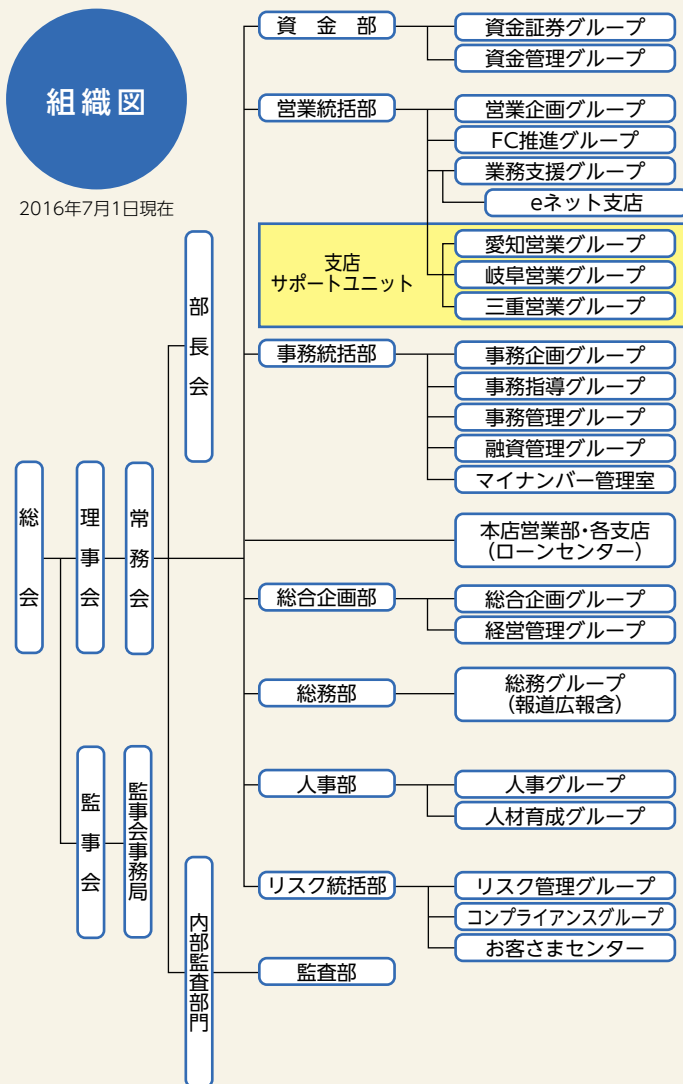 組織図
2016年7月1日現在
資金部
資金証券グループ
資金管理グループ
営業統括部
営業企画グループ
FC推進グループ
業務支援グループ
eネット支店
支店
サポートユニット
愛知営業グループ
岐阜営業グループ
三重営業グループ
部長会
事務統括部
事務企画グループ
事務指導グループ
事務管理グループ
融資管理グループ
マイナンバー管理室
総会
理事会
常務会
本店営業部・各支店
(ローンセンター)
総合企画部
総合企画グループ
経営管理グループ
総務部
総務グループ
(報道広報含)
監事会
監事会事務局
人事部
人事グループ
人材育成グループ
リスク統括部
リスク管理グループ
コンプライアンスグループ
お客さまセンター
内部監査部門
監査部